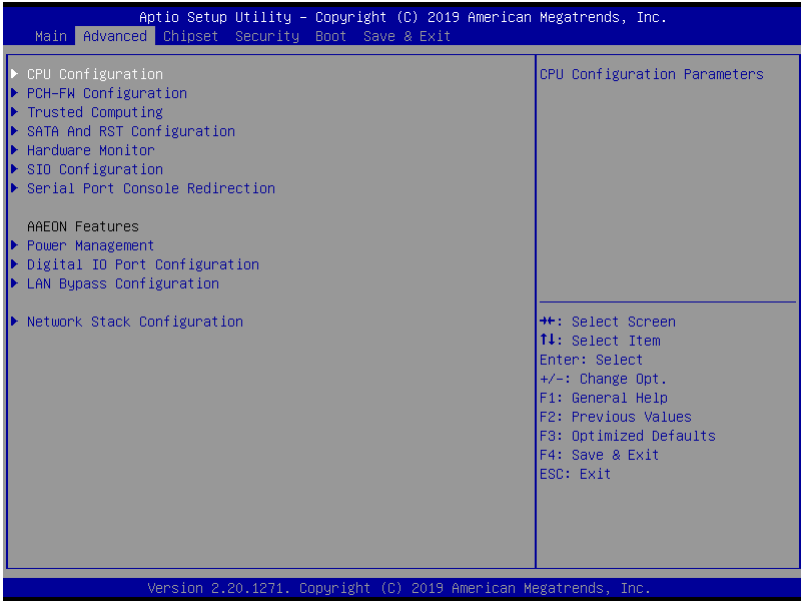 Aptio Setup Utility – Copyright (C) 2019 American Megatrends, Inc.
Main Advanced Chipset Security Boot Save & Exit
CPU Configuration
PCH-FW Configuration
Trusted Computing
SATA And RST Configuration
Hardware Monitor
SIO Configuration
Serial Port Console Redirection
AAEON Features
Power Management
Digital IO Port Configuration
LAN Bypass Configuration
Network Stack Configuration
CPU Configuration Parameters
→←: Select Screen
↑↓: Select Item
Enter: Select
+/-: Change Opt.
F1: General Help
F2: Previous Values
F3: Optimized Defaults
F4: Save & Exit
ESC: Exit
Version 2.20.1271. Copyright (C) 2019 American Megatrends, Inc.